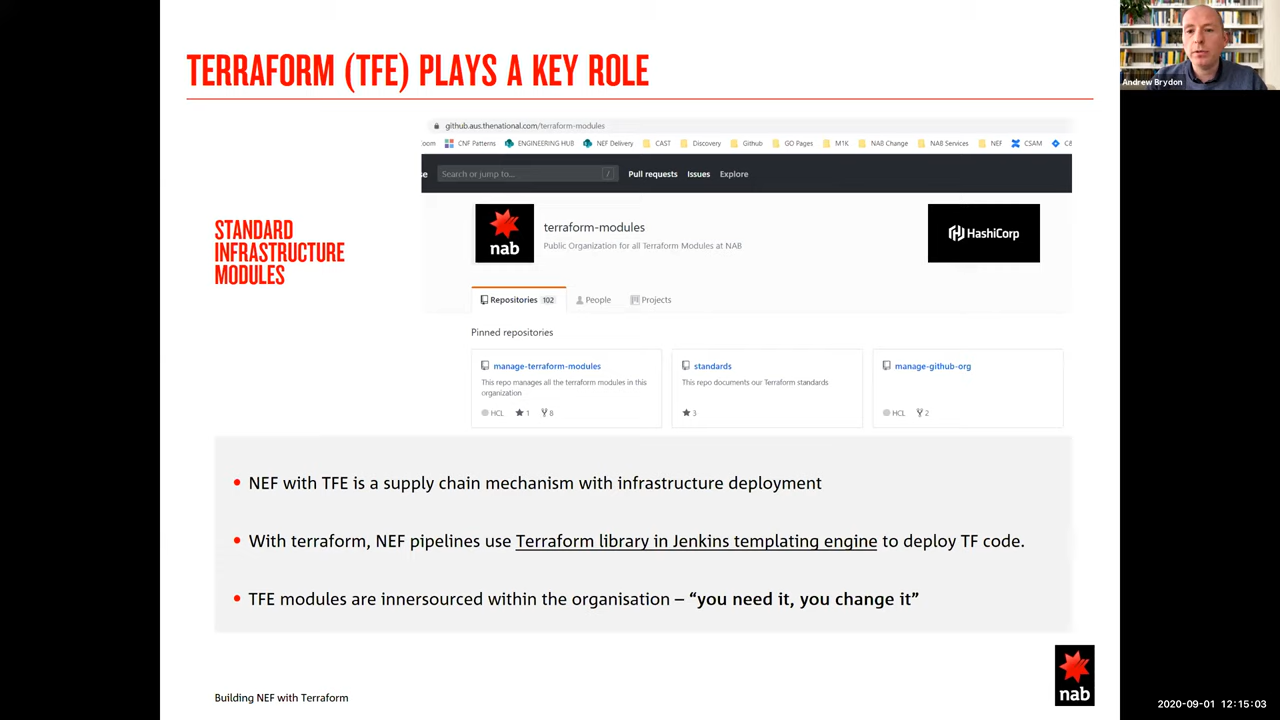 TERRAFORM (TFE) PLAYS A KEY ROLE
Andrew Brydon
github.aus.thenational.com/terraform-modules
oom CNF Patterns ENGINEERING HUB NEF Delivery CAST Discovery Github GO Pages M1K NAB Change NAB Services NEF CSAM
se Search or jump to... / Pull requests Issues Explore
STANDARD
INFRASTRUCTURE
MODULES
nab
terraform-modules
Public Organization for all Terraform Modules at NAB
HashiCorp
Repositories 102 People Projects
Pinned repositories
manage-terraform-modules
This repo manages all the terraform modules in this
organization
HCL 1 8
standards
This repo documents our Terraform standards
3
manage-github-org
HCL 2
• NEF with TFE is a supply chain mechanism with infrastructure deployment
• With terraform, NEF pipelines use Terraform library in Jenkins templating engine to deploy TF code.
• TFE modules are innersourced within the organisation – “you need it, you change it”
Building NEF with Terraform
nab
2020-09-01 12:15:03